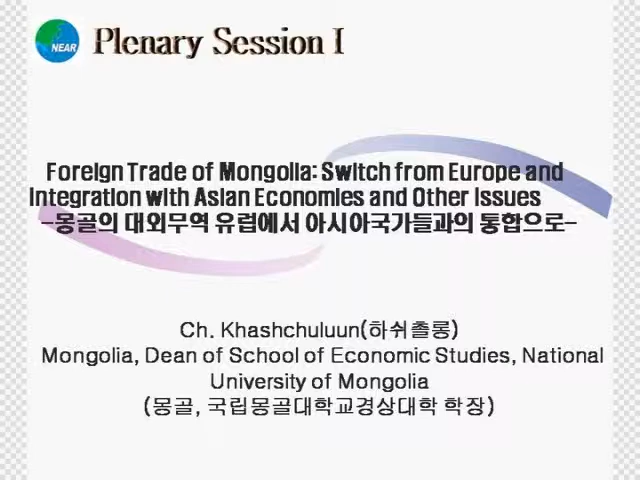 NEAR
Plenary Session I
Foreign Trade of Mongolia: Switch from Europe and
Integration with Asian Economies and Other Issues
-몽골의 대외무역 유럽에서 아시아국가들과의 통합으로-
Ch. Khashchuluun(하쉬촐롱)
Mongolia, Dean of School of Economic Studies, National
University of Mongolia
(몽골, 국립몽골대학교경상대학 학장)